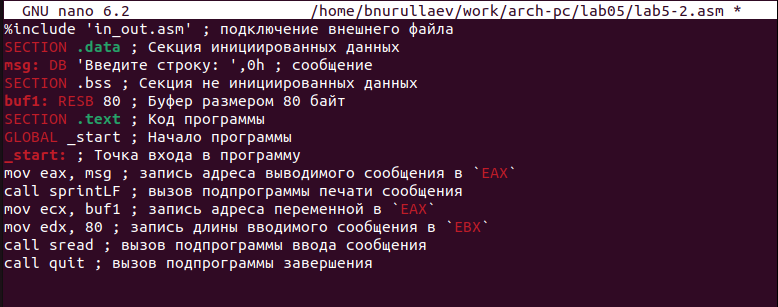 GNU nano 6.2 /home/bnurullaev/work/arch-pc/lab05/lab5-2.asm *
%include 'in_out.asm' ; подключение внешнего файла
SECTION .data ; Секция инициированных данных
msg: DB 'Введите строку: ',0h ; сообщение
SECTION .bss ; Секция не инициированных данных
buf1: RESB 80 ; Буфер размером 80 байт
SECTION .text ; Код программы
GLOBAL _start ; Начало программы
_start: ; Точка входа в программу
mov eax, msg ; запись адреса выводимого сообщения в `EAX`
call sprintLF ; вызов подпрограммы печати сообщения
mov ecx, buf1 ; запись адреса переменной в `EAX`
mov edx, 80 ; запись длины вводимого сообщения в `EBX`
call sread ; вызов подпрограммы ввода сообщения
call quit ; вызов подпрограммы завершения